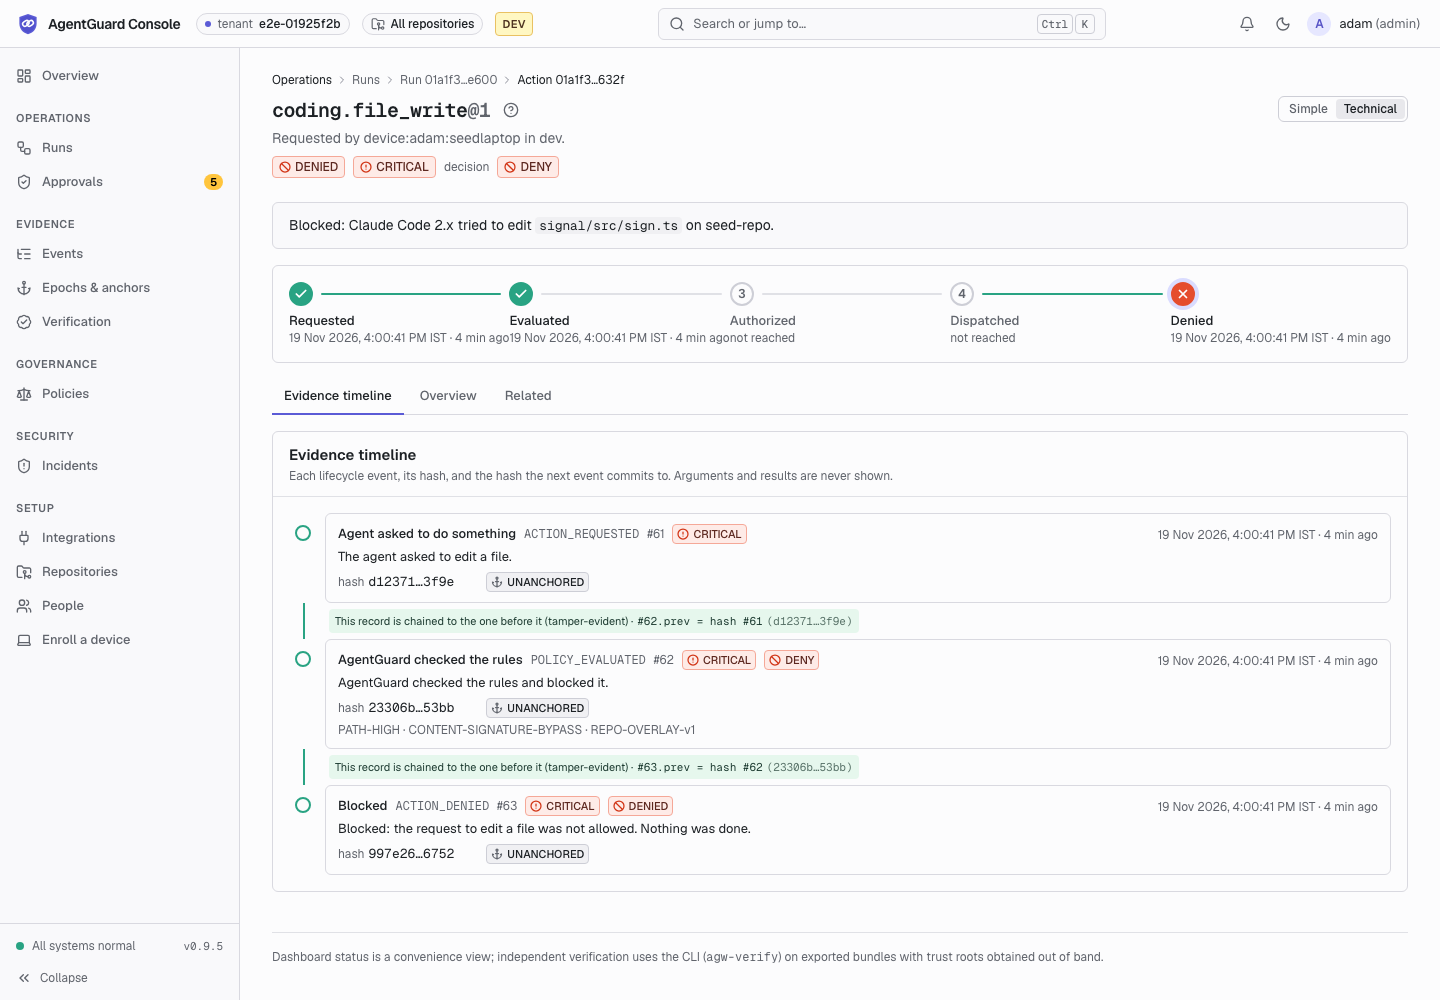 AgentGuard Console
tenant e2e-01925f2b
All repositories
DEV
Search or jump to…
Ctrl K
A adam (admin)
Overview
OPERATIONS
Runs
Approvals 5
EVIDENCE
Events
Epochs & anchors
Verification
GOVERNANCE
Policies
SECURITY
Incidents
SETUP
Integrations
Repositories
People
Enroll a device
All systems normal v0.9.5
Collapse
Operations > Runs > Run 01a1f3…e600 > Action 01a1f3…632f
coding.file_write@1
Simple Technical
Requested by device:adam:seedlaptop in dev.
DENIED CRITICAL decision DENY
Blocked: Claude Code 2.x tried to edit signal/src/sign.ts on seed-repo.
3 4
Requested Evaluated Authorized Dispatched Denied
19 Nov 2026, 4:00:41 PM IST · 4 min ago 19 Nov 2026, 4:00:41 PM IST · 4 min ago not reached not reached 19 Nov 2026, 4:00:41 PM IST · 4 min ago
Evidence timeline Overview Related
Evidence timeline
Each lifecycle event, its hash, and the hash the next event commits to. Arguments and results are never shown.
Agent asked to do something ACTION_REQUESTED #61 CRITICAL 19 Nov 2026, 4:00:41 PM IST · 4 min ago
The agent asked to edit a file.
hash d12371…3f9e UNANCHORED
This record is chained to the one before it (tamper-evident) · #62.prev = hash #61 (d12371…3f9e)
AgentGuard checked the rules POLICY_EVALUATED #62 CRITICAL DENY 19 Nov 2026, 4:00:41 PM IST · 4 min ago
AgentGuard checked the rules and blocked it.
hash 23306b…53bb UNANCHORED
PATH-HIGH · CONTENT-SIGNATURE-BYPASS · REPO-OVERLAY-v1
This record is chained to the one before it (tamper-evident) · #63.prev = hash #62 (23306b…53bb)
Blocked ACTION_DENIED #63 CRITICAL DENIED 19 Nov 2026, 4:00:41 PM IST · 4 min ago
Blocked: the request to edit a file was not allowed. Nothing was done.
hash 997e26…6752 UNANCHORED
Dashboard status is a convenience view; independent verification uses the CLI (agw-verify) on exported bundles with trust roots obtained out of band.